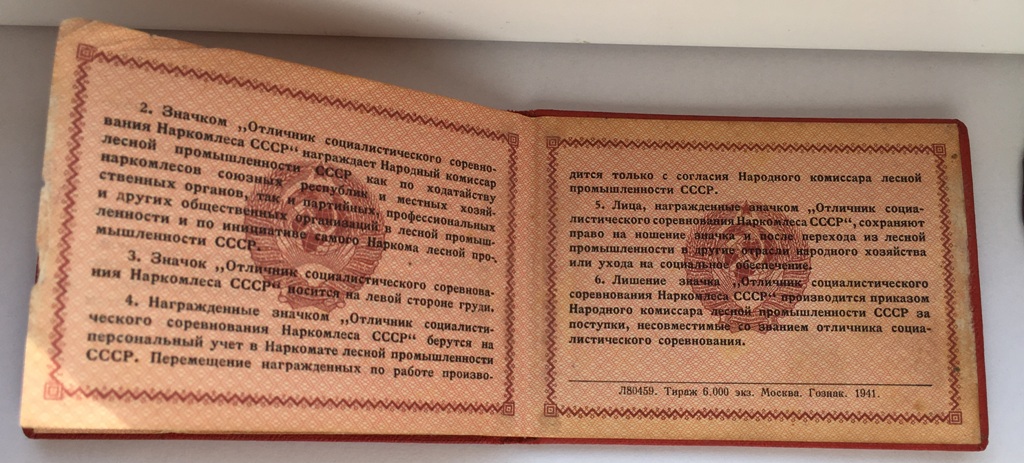 2. Значком „Отличник социалистического соревно-
вания Наркомлеса СССР“ награждает Народный комиссар
лесной промышленности СССР как по ходатайству
наркомлесов союзных республик и местных хозяй-
ственных органов, так и партийных, профессиональных
и других общественных организаций в лесной промыш-
ленности и по инициативе самого Наркома лесной про-
мышленности СССР.
3. Значок „Отличник социалистического соревнова-
ния Наркомлеса СССР“ носится на левой стороне груди.
4. Награжденные значком „Отличник социалисти-
ческого соревнования Наркомлеса СССР“ берутся на
персональный учет в Наркомате лесной промышленности
СССР. Перемещение награжденных по работе произво-
дится только с согласия Народного комиссара лесной
промышленности СССР.
5. Лица, награжденные значком „Отличник социа-
листического соревнования Наркомлеса СССР“, сохраняют
право на ношение значка и после перехода из лесной
промышленности в другие отрасли народного хозяйства
или ухода на социальное обеспечение.
6. Лишение значка „Отличник социалистического
соревнования Наркомлеса СССР“ производится приказом
Народного комиссара лесной промышленности СССР за
поступки, несовместимые со званием отличника социа-
листического соревнования.
Л80459. Тираж 6.000 экз. Москва. Гознак. 1941.